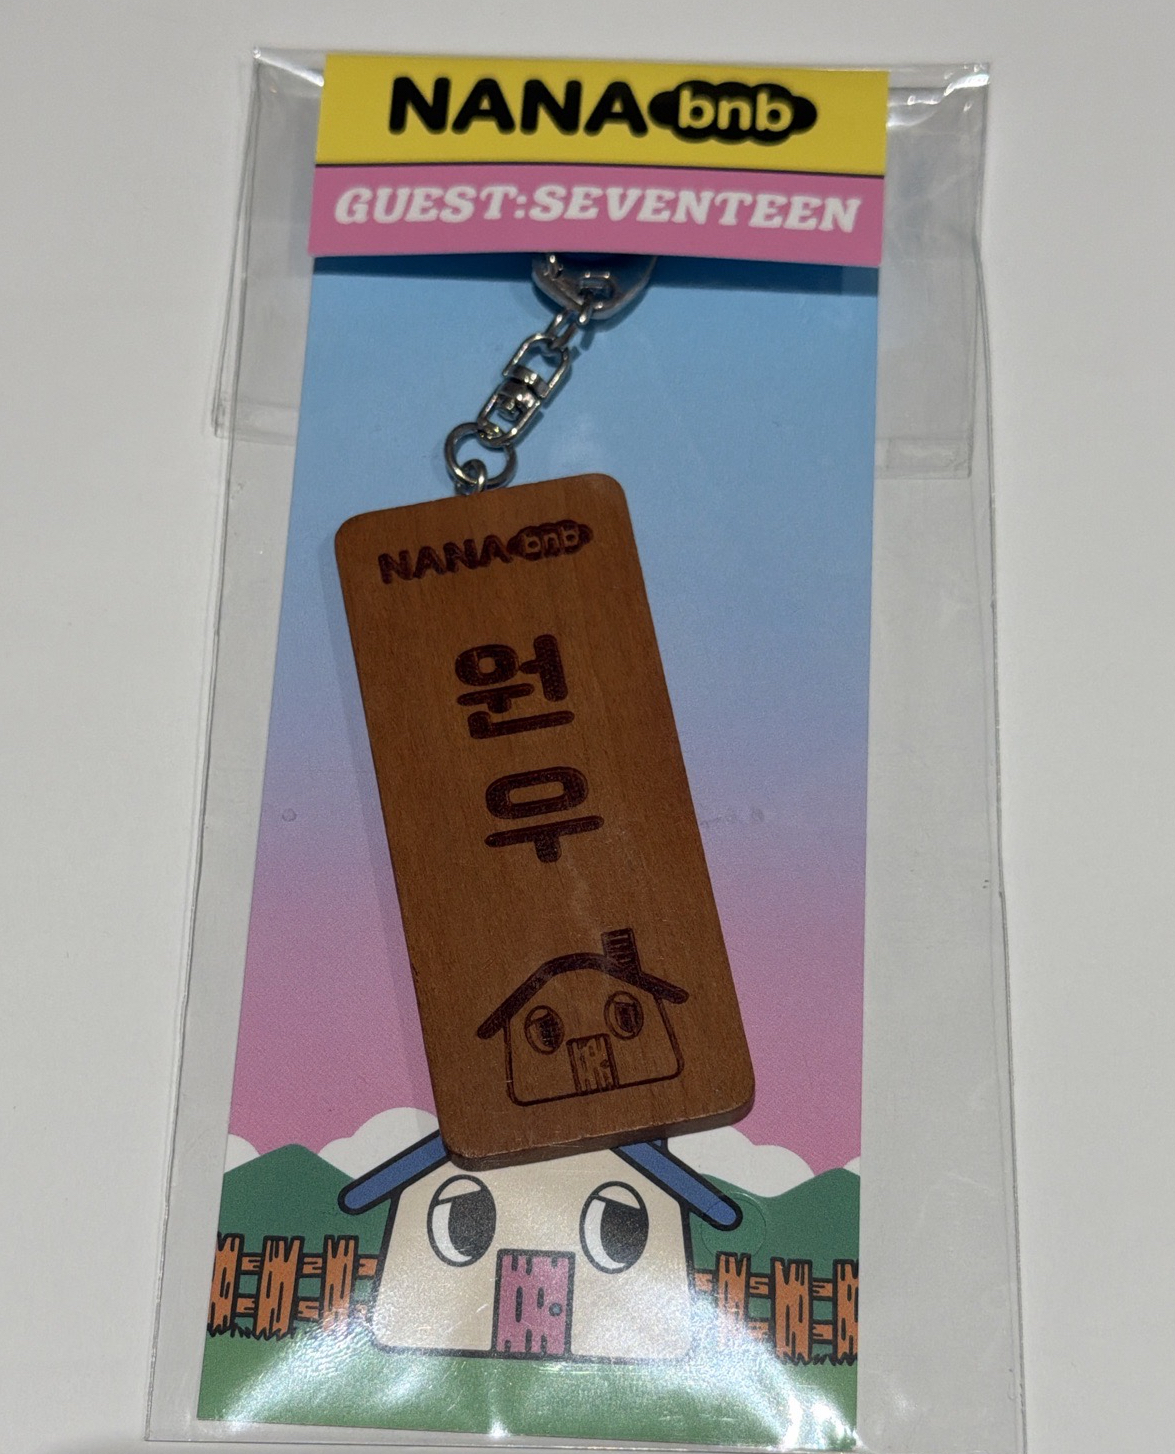 NANA bnb
GUEST:SEVENTEEN
NANA bnb
원
우